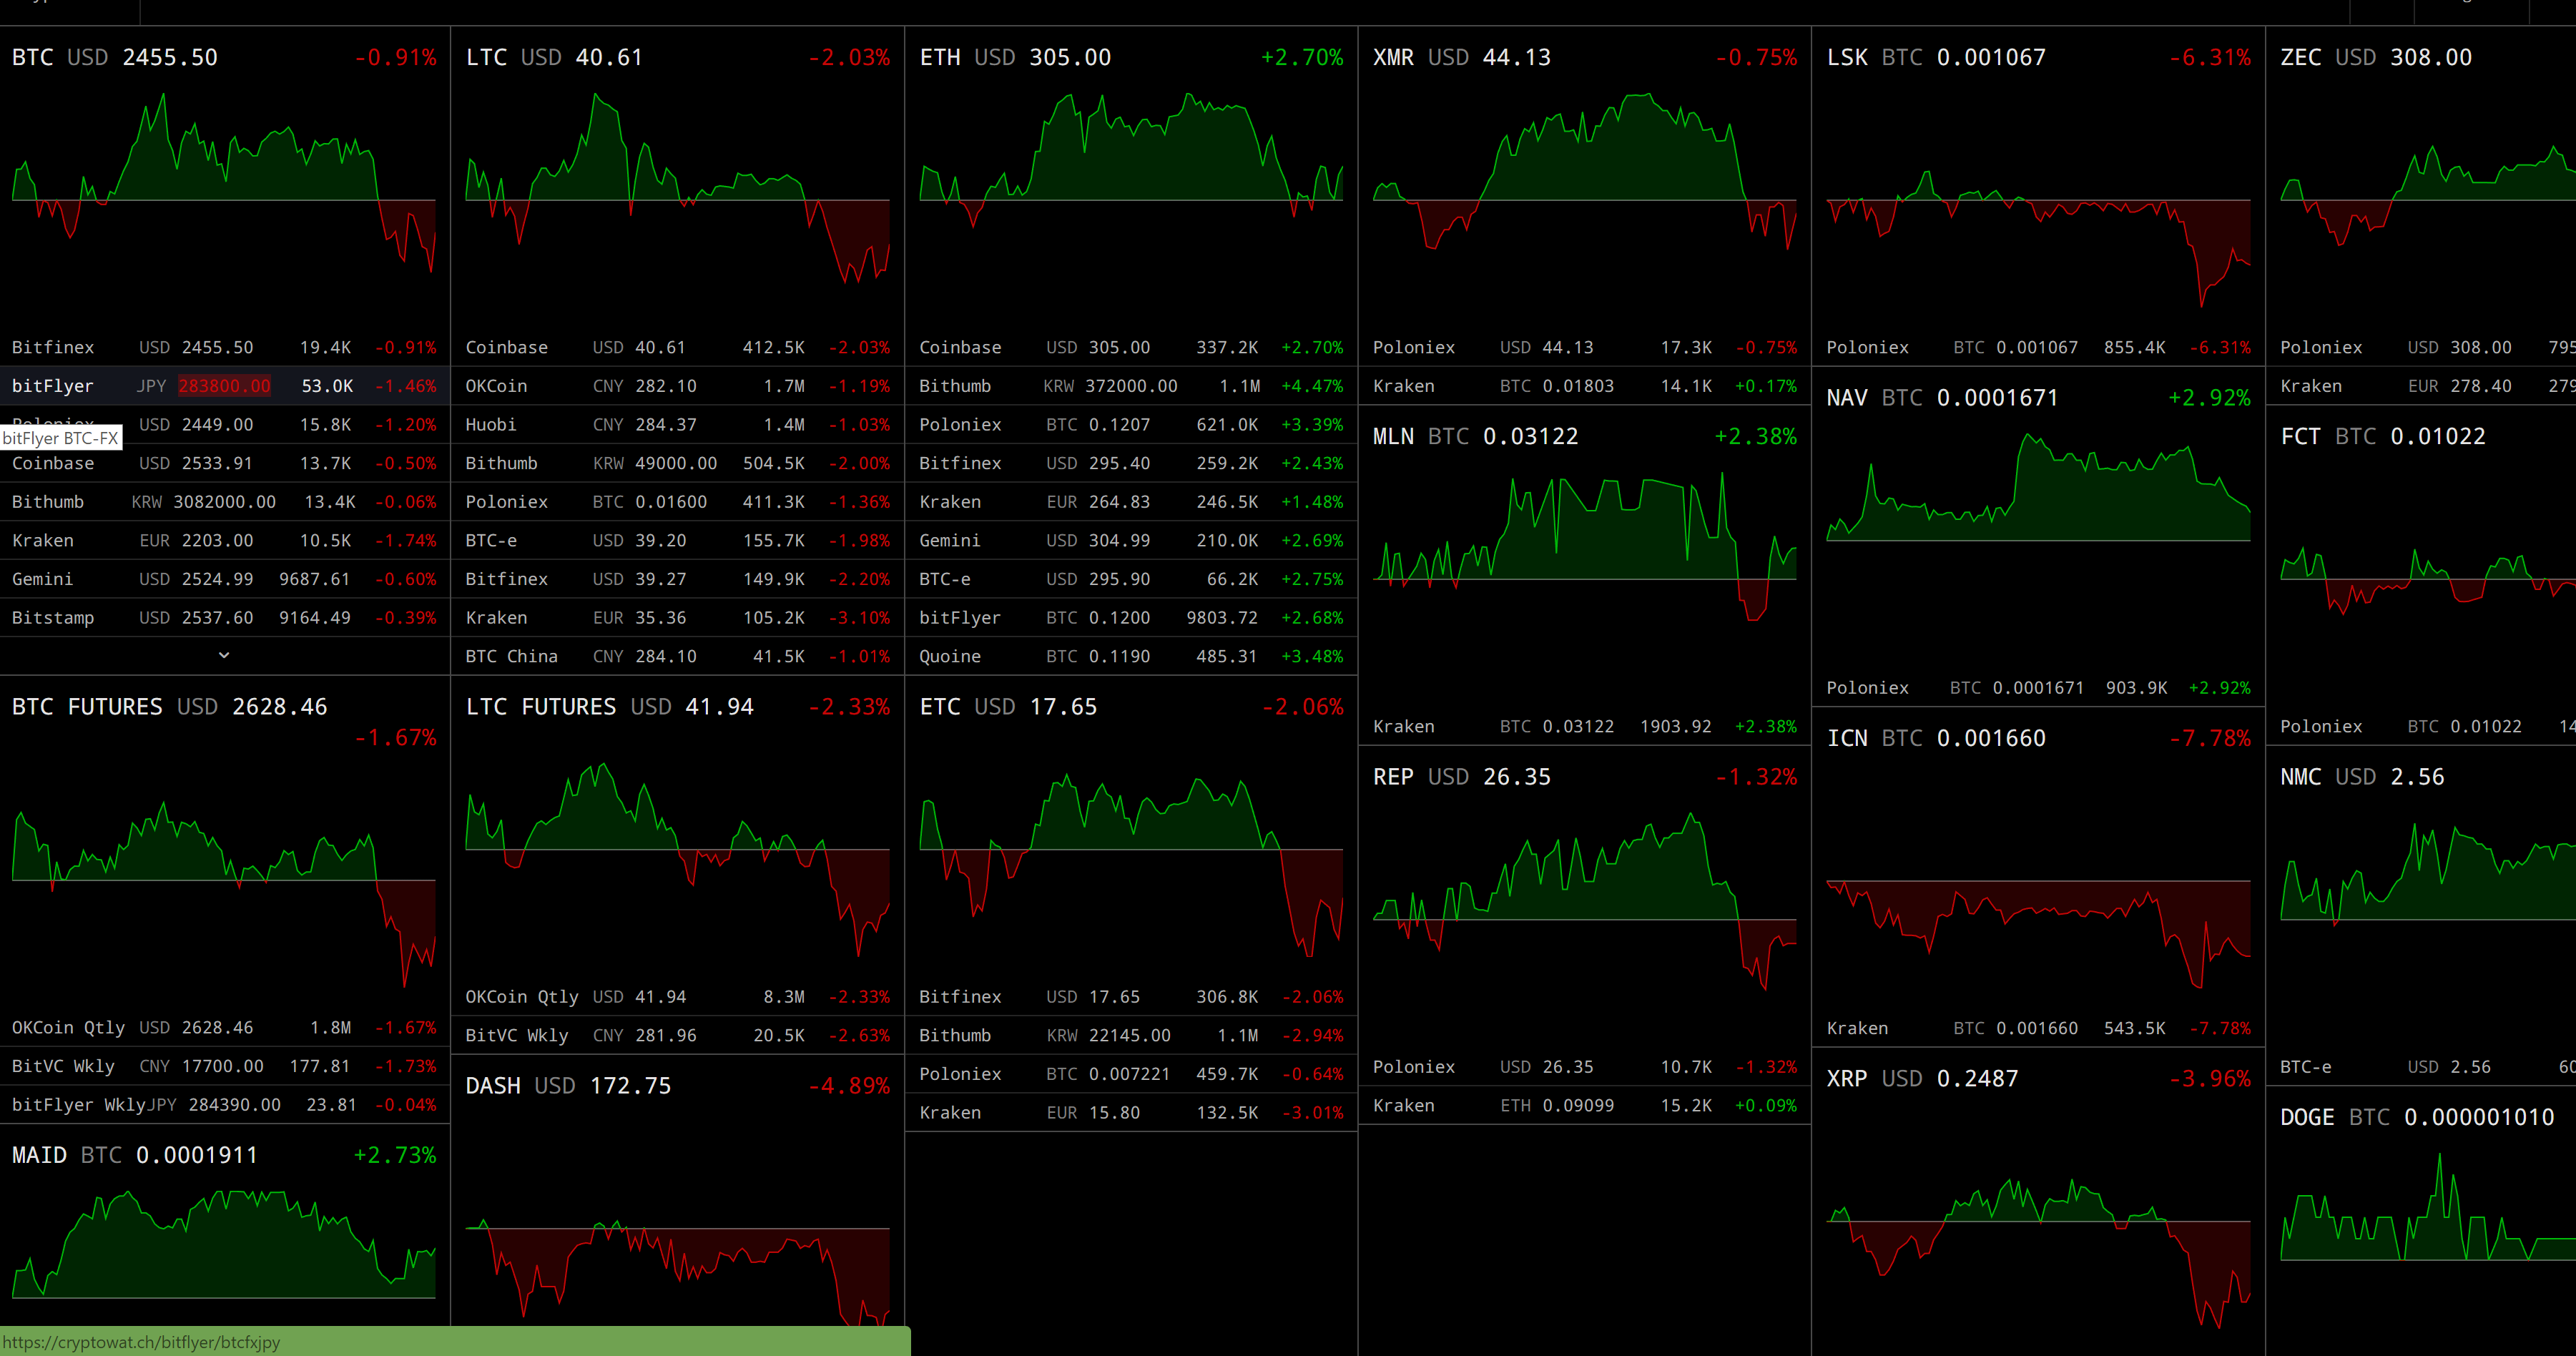 BTC USD 2455.50 -0.91%
Bitfinex USD 2455.50 19.4K -0.91%
bitFlyer JPY 283800.00 53.0K -1.46%
Poloniex USD 2449.00 15.8K -1.20%
bitFlyer BTC-FX
Coinbase USD 2533.91 13.7K -0.50%
Bithumb KRW 3082000.00 13.4K -0.06%
Kraken EUR 2203.00 10.5K -1.74%
Gemini USD 2524.99 9687.61 -0.60%
Bitstamp USD 2537.60 9164.49 -0.39%
BTC FUTURES USD 2628.46
-1.67%
OKCoin Qtly USD 2628.46 1.8M -1.67%
BitVC Wkly CNY 17700.00 177.81 -1.73%
bitFlyer Wkly JPY 284390.00 23.81 -0.04%
MAID BTC 0.0001911 +2.73%
https://cryptowat.ch/bitflyer/btcfxjpy
LTC USD 40.61 -2.03%
Coinbase USD 40.61 412.5K -2.03%
OKCoin CNY 282.10 1.7M -1.19%
Huobi CNY 284.37 1.4M -1.03%
Bithumb KRW 49000.00 504.5K -2.00%
Poloniex BTC 0.01600 411.3K -1.36%
BTC-e USD 39.20 155.7K -1.98%
Bitfinex USD 39.27 149.9K -2.20%
Kraken EUR 35.36 105.2K -3.10%
BTC China CNY 284.10 41.5K -1.01%
LTC FUTURES USD 41.94 -2.33%
OKCoin Qtly USD 41.94 8.3M -2.33%
BitVC Wkly CNY 281.96 20.5K -2.63%
DASH USD 172.75 -4.89%
ETH USD 305.00 +2.70%
Coinbase USD 305.00 337.2K +2.70%
Bithumb KRW 372000.00 1.1M +4.47%
Poloniex BTC 0.1207 621.0K +3.39%
Bitfinex USD 295.40 259.2K +2.43%
Kraken EUR 264.83 246.5K +1.48%
Gemini USD 304.99 210.0K +2.69%
BTC-e USD 295.90 66.2K +2.75%
bitFlyer BTC 0.1200 9803.72 +2.68%
Quoine BTC 0.1190 485.31 +3.48%
ETC USD 17.65 -2.06%
Bitfinex USD 17.65 306.8K -2.06%
Bithumb KRW 22145.00 1.1M -2.94%
Poloniex BTC 0.007221 459.7K -0.64%
Kraken EUR 15.80 132.5K -3.01%
XMR USD 44.13 -0.75%
Poloniex USD 44.13 17.3K -0.75%
Kraken BTC 0.01803 14.1K +0.17%
MLN BTC 0.03122 +2.38%
Kraken BTC 0.03122 1903.92 +2.38%
REP USD 26.35 -1.32%
Poloniex USD 26.35 10.7K -1.32%
Kraken ETH 0.09099 15.2K +0.09%
LSK BTC 0.001067 -6.31%
Poloniex BTC 0.001067 855.4K -6.31%
NAV BTC 0.0001671 +2.92%
Poloniex BTC 0.0001671 903.9K +2.92%
ICN BTC 0.001660 -7.78%
Kraken BTC 0.001660 543.5K -7.78%
XRP USD 0.2487 -3.96%
ZEC USD 308.00
Poloniex USD 308.00 795
Kraken EUR 278.40 279
FCT BTC 0.01022
Poloniex BTC 0.01022 14
NMC USD 2.56
BTC-e USD 2.56 60
DOGE BTC 0.000001010